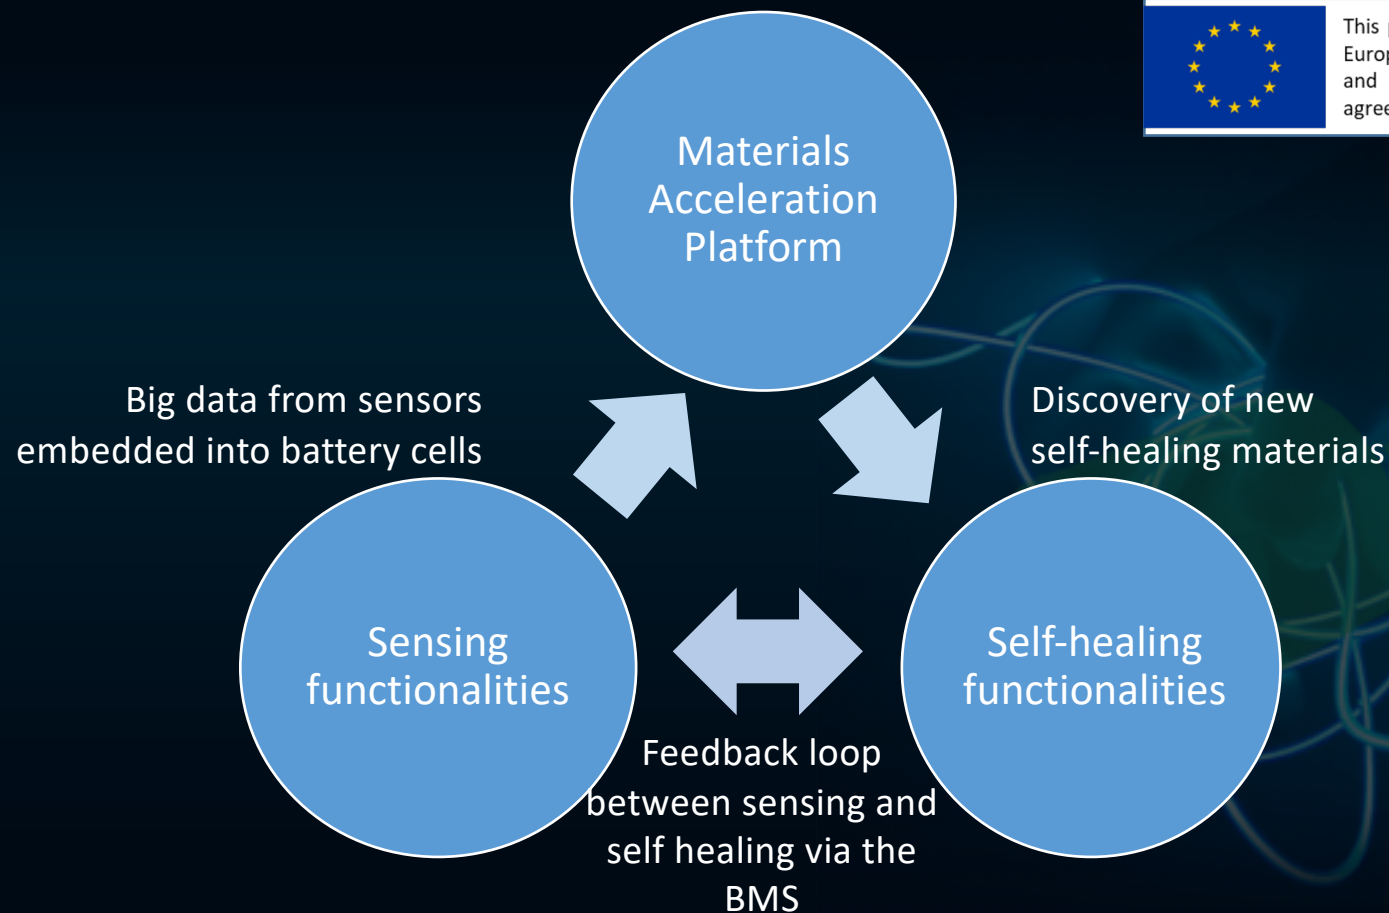 This
Europ
and
agree
Materials
Acceleration
Platform
Big data from sensors
embedded into battery cells
Discovery of new
self-healing materials
Sensing
functionalities
Self-healing
functionalities
Feedback loop
between sensing and
self healing via the
BMS